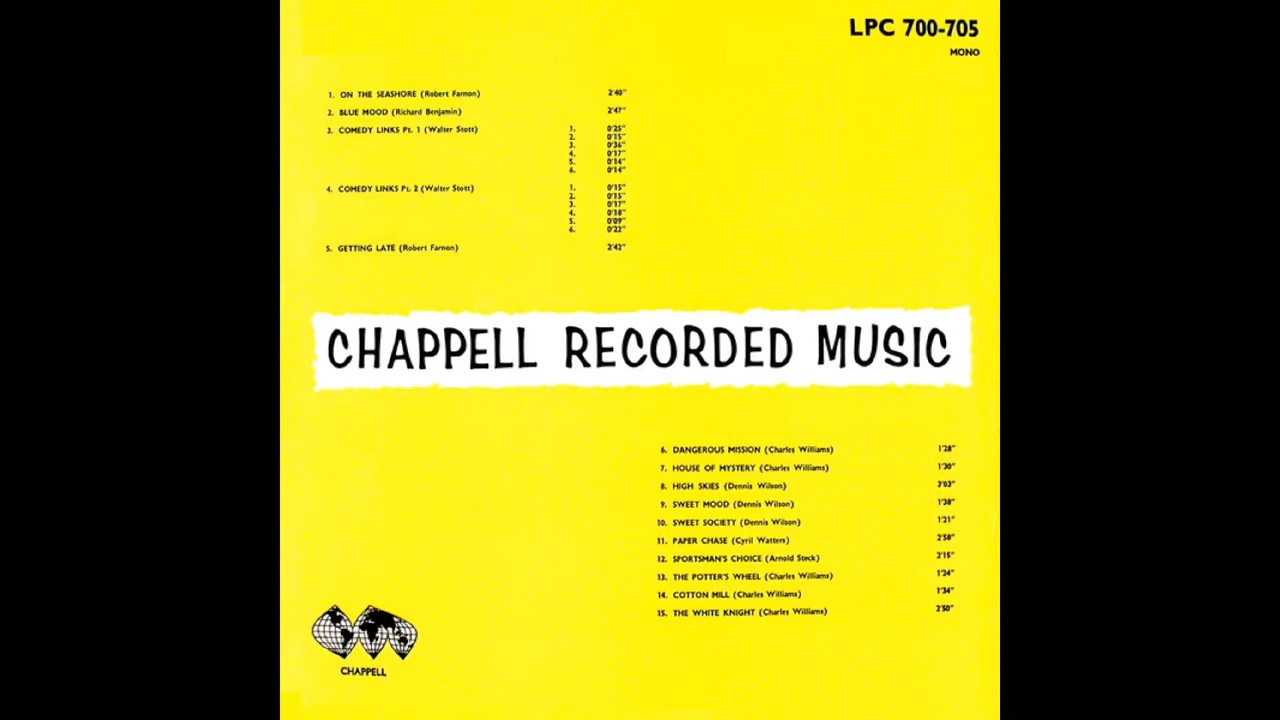 LPC 700-705
MONO
1. ON THE SEASHORE (Robert Farnon) 2'40"
2. BLUE MOOD (Richard Benjamin) 2'47"
3. COMEDY LINKS Pt. 1 (Walter Stott) 1. 0'25"
2. 0'15"
3. 0'36"
4. 0'17"
5. 0'14"
6. 0'14"
4. COMEDY LINKS Pt. 2 (Walter Stott) 1. 0'15"
2. 0'15"
3. 0'17"
4. 0'18"
5. 0'09"
6. 0'22"
5. GETTING LATE (Robert Farnon) 2'42"
CHAPPELL RECORDED MUSIC
6. DANGEROUS MISSION (Charles Williams) 1'28"
7. HOUSE OF MYSTERY (Charles Williams) 1'30"
8. HIGH SKIES (Dennis Wilson) 3'03"
9. SWEET MOOD (Dennis Wilson) 1'38"
10. SWEET SOCIETY (Dennis Wilson) 1'21"
11. PAPER CHASE (Cyril Watters) 2'58"
12. SPORTSMAN'S CHOICE (Arnold Steck) 2'15"
13. THE POTTER'S WHEEL (Charles Williams) 1'24"
14. COTTON MILL (Charles Williams) 1'34"
15. THE WHITE KNIGHT (Charles Williams) 2'50"
CHAPPELL